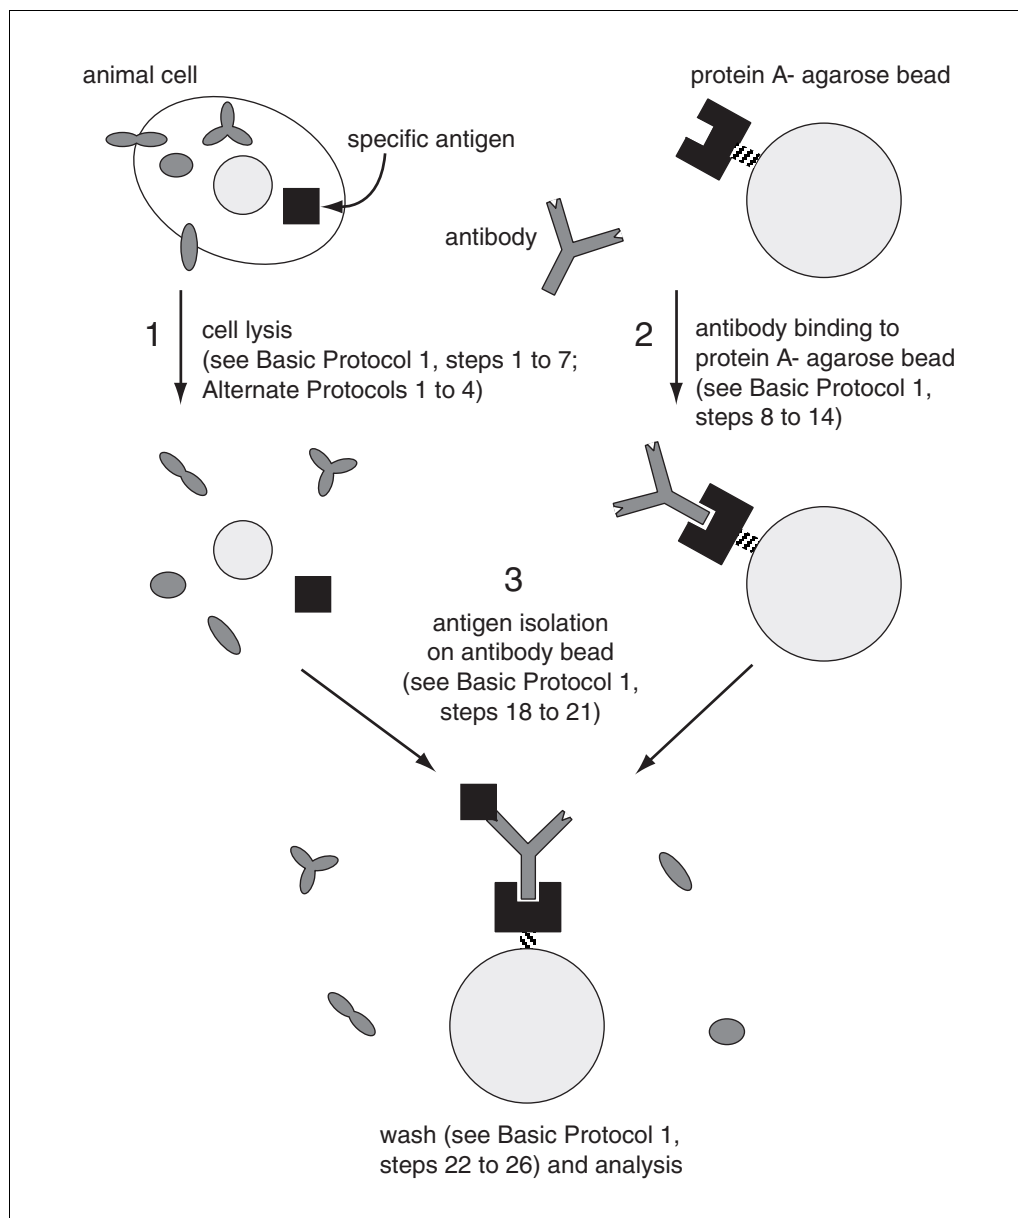 animal cell
protein A- agarose bead
specific antigen
antibody
1
cell lysis
(see Basic Protocol 1, steps 1 to 7;
Alternate Protocols 1 to 4)
2
antibody binding to
protein A- agarose bead
(see Basic Protocol 1,
steps 8 to 14)
3
antigen isolation
on antibody bead
(see Basic Protocol 1,
steps 18 to 21)
wash (see Basic Protocol 1,
steps 22 to 26) and analysis